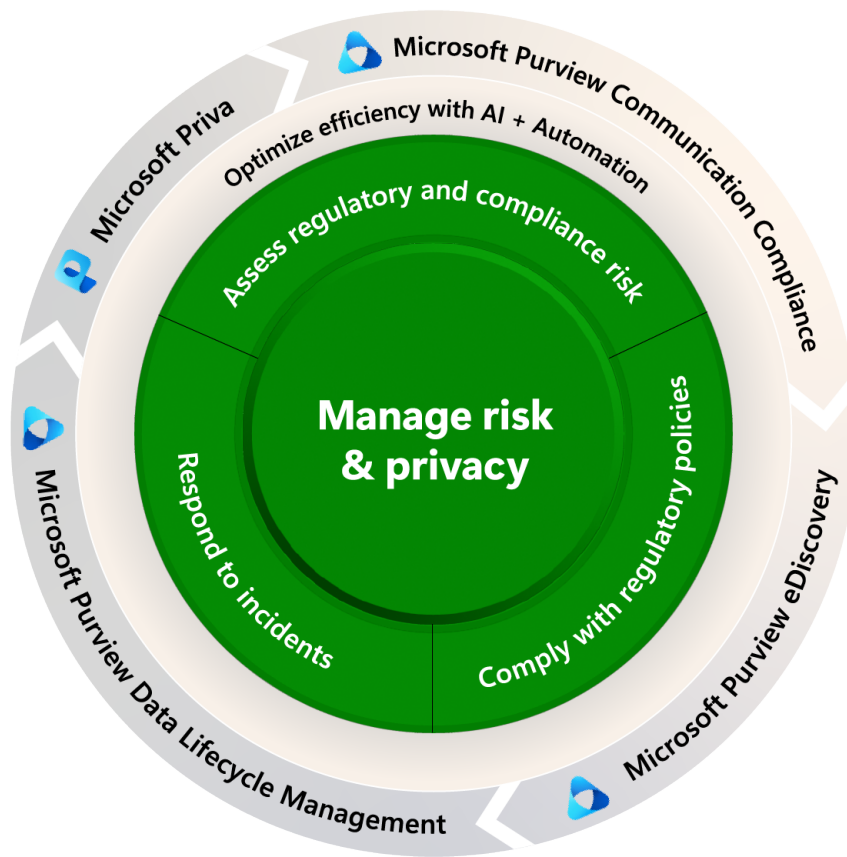 Microsoft Purview Communication Compliance
Microsoft Priva
Optimize efficiency with AI + Automation
Assess regulatory and compliance risk
Manage risk
& privacy
Comply with regulatory policies
Respond to incidents
Microsoft Purview eDiscovery
Microsoft Purview Data Lifecycle Management